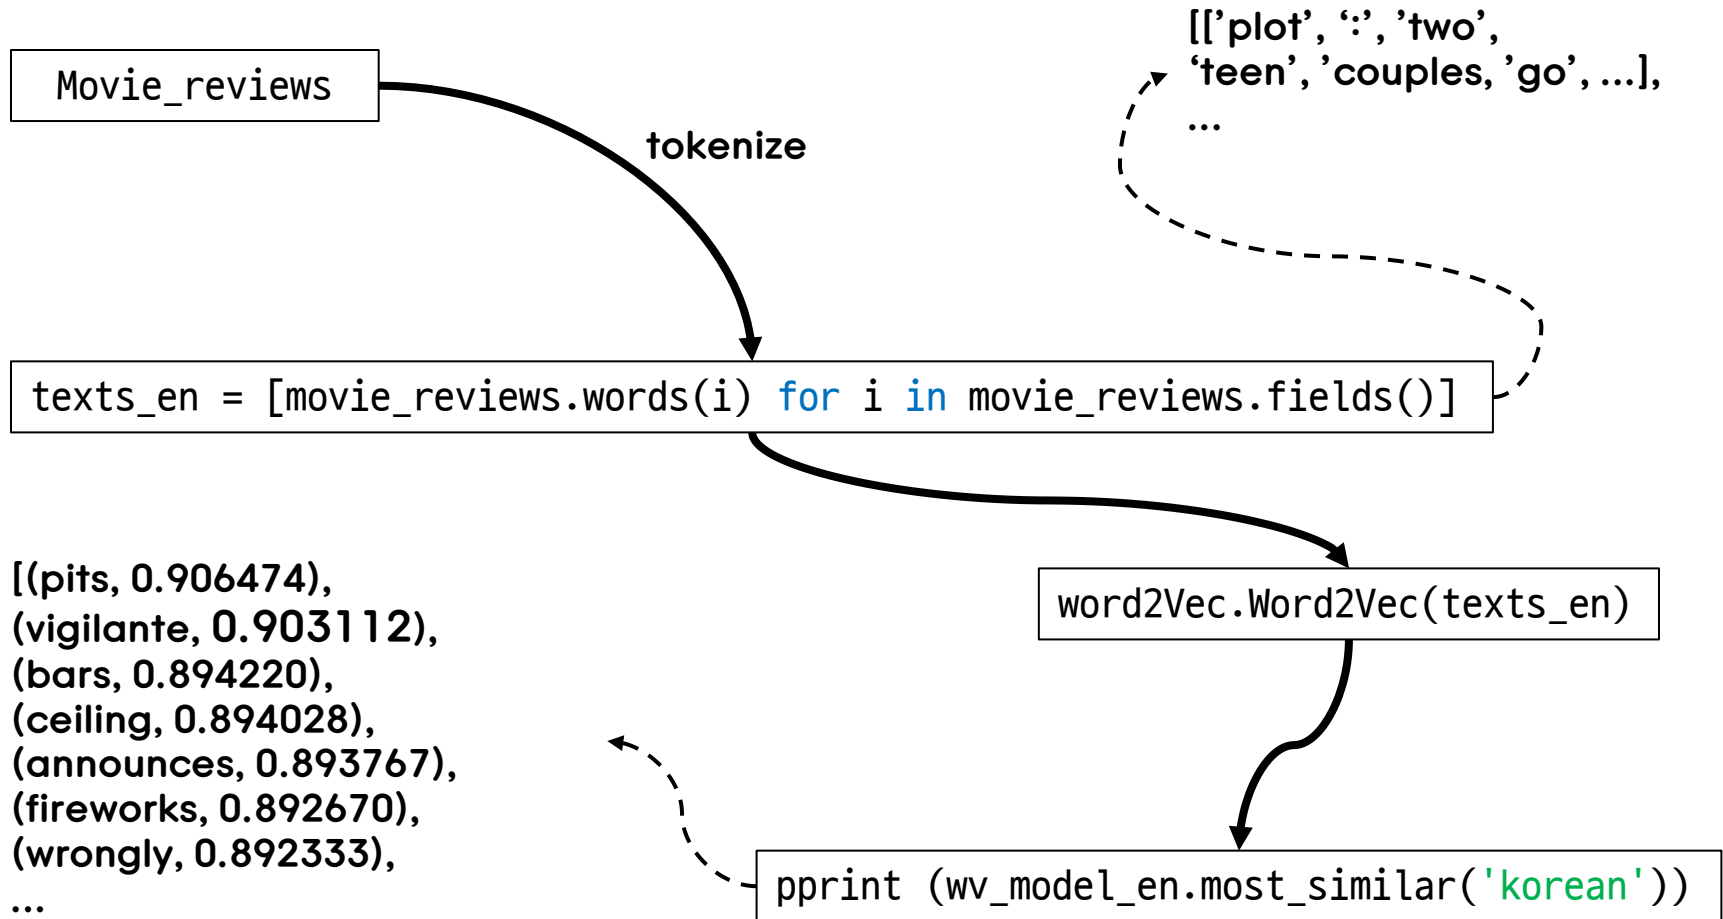 Movie_reviews
tokenize
[['plot', ‘:’, 'two',
‘teen’, 'couples, 'go', ...],
...
texts_en = [movie_reviews.words(i) for i in movie_reviews.fields()]
word2Vec.Word2Vec(texts_en)
pprint (wv_model_en.most_similar('korean'))
[(pits, 0.906474),
(vigilante, 0.903112),
(bars, 0.894220),
(ceiling, 0.894028),
(announces, 0.893767),
(fireworks, 0.892670),
(wrongly, 0.892333),
...